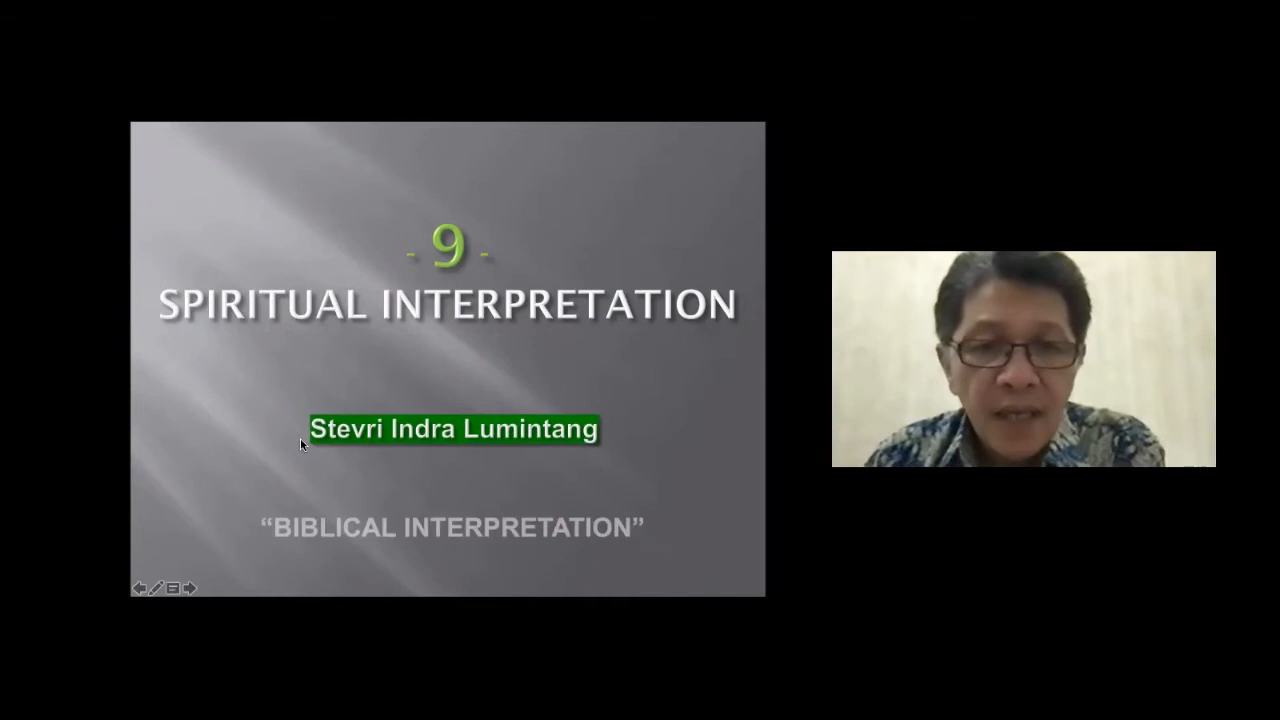 - 9 -
SPIRITUAL INTERPRETATION
Stevri Indra Lumintang
“BIBLICAL INTERPRETATION”